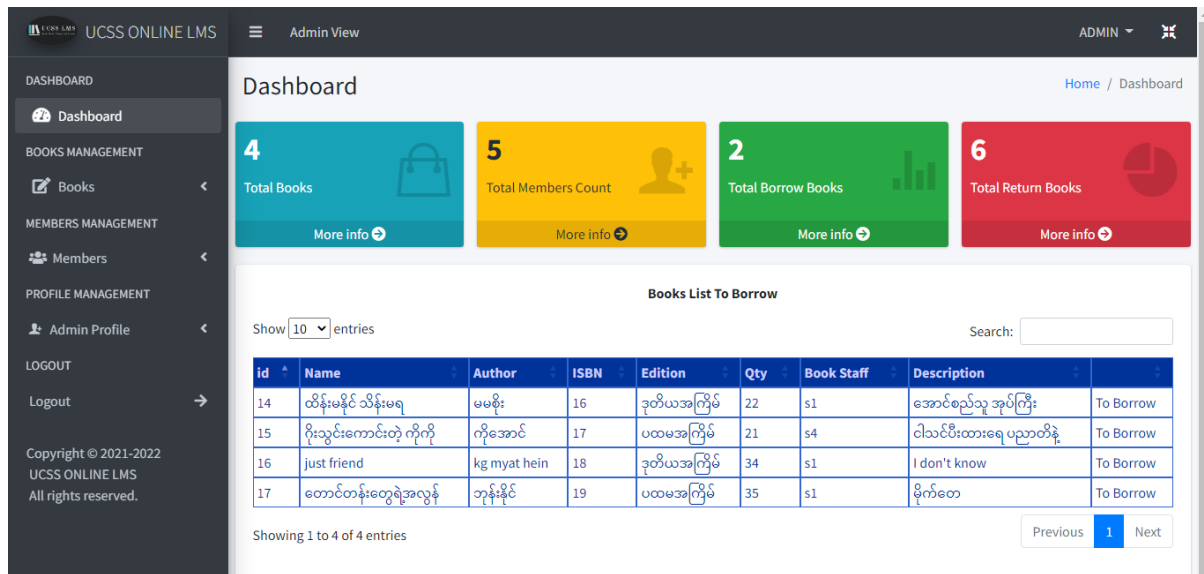 UCSS LMS UCSS ONLINE LMS
Admin View
ADMIN
DASHBOARD
Dashboard
BOOKS MANAGEMENT
Books
MEMBERS MANAGEMENT
Members
PROFILE MANAGEMENT
Admin Profile
LOGOUT
Logout
Copyright © 2021-2022
UCSS ONLINE LMS
All rights reserved.
Dashboard
Home / Dashboard
4
Total Books
More info
5
Total Members Count
More info
2
Total Borrow Books
More info
6
Total Return Books
More info
Books List To Borrow
Show 10 entries
Search:
id Name Author ISBN Edition Qty Book Staff Description
14 ထိန်းမနိုင် သိန်းမရ မမစိုး 16 ဒုတိယအကြိမ် 22 s1 အောင်စည်သူ အုပ်ကြီး To Borrow
15 ဂိုးသွင်းကောင်းတဲ့ ကိုကို ကိုအောင် 17 ပထမအကြိမ် 21 s4 ငါသင်ပီးထားရေ ပညာတိနဲ့ To Borrow
16 just friend kg myat hein 18 ဒုတိယအကြိမ် 34 s1 I don't know To Borrow
17 တောင်တန်းတွေရဲ့အလွန် ဘုန်းနိုင် 19 ပထမအကြိမ် 35 s1 မိုက်တေ To Borrow
Showing 1 to 4 of 4 entries
Previous 1 Next